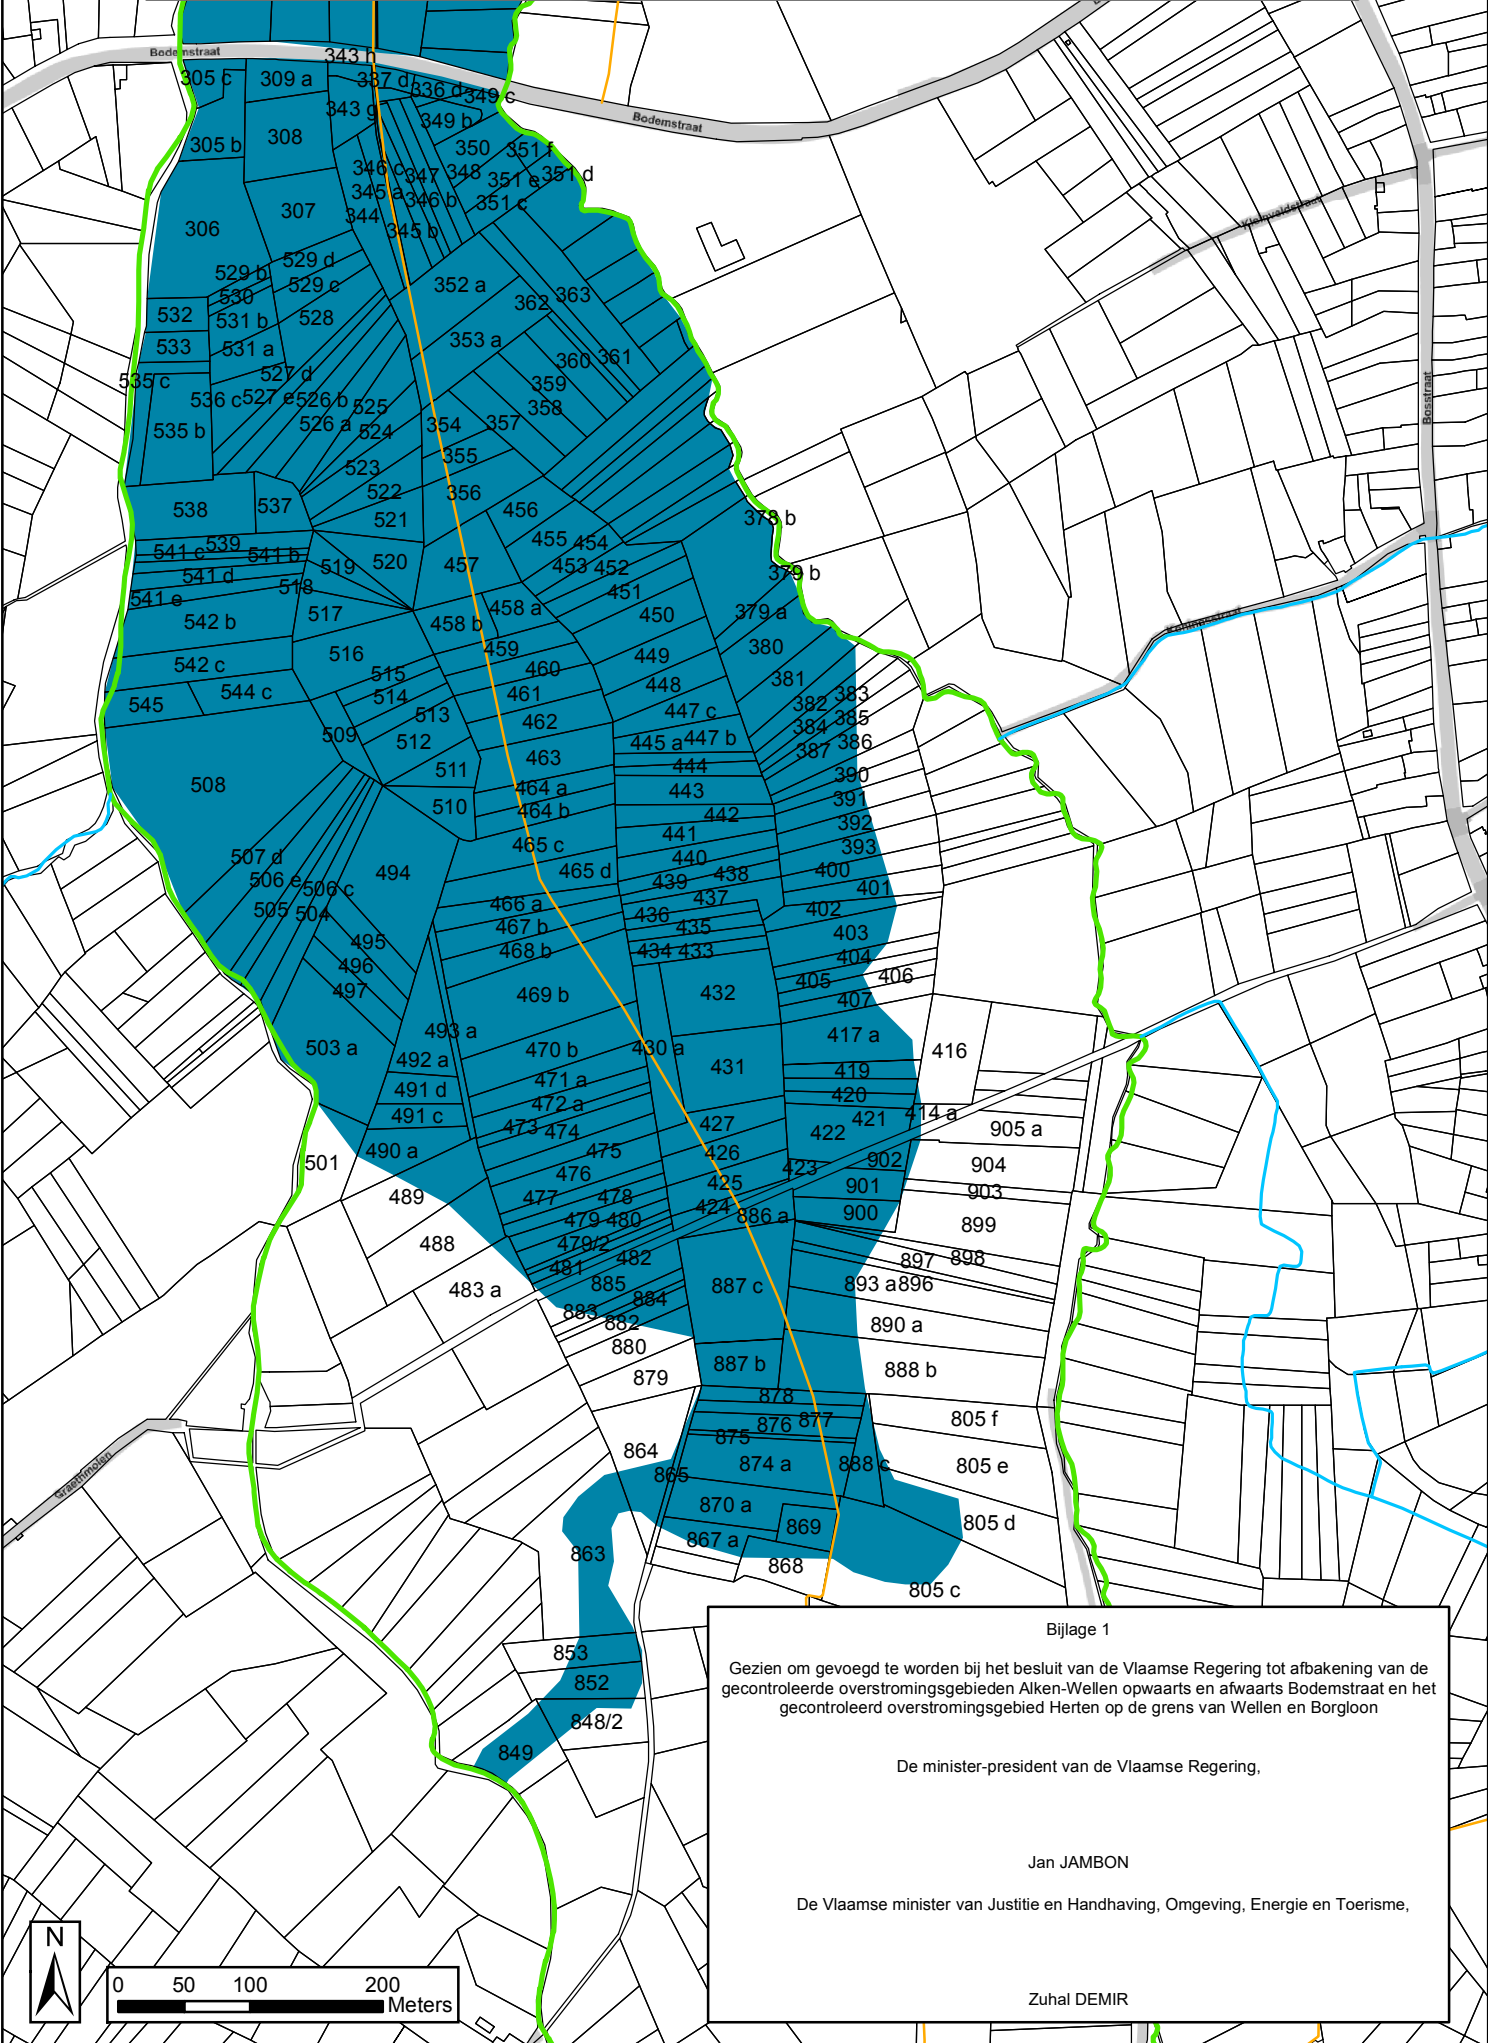 Bodemstraat
343 h
305 c
309 a
337 d
336 d
349 c
343 g
349 b
Bodemstraat
305 b
308
350
351 f
346 c
347
348
351 e
351 d
345 a
346 b
351 c
307
344
306
345 b
Kleinveldstraat
529 d
529 b
529 c
352 a
530
362
363
532
531 b
528
533
531 a
353 a
360
361
535 c
527 d
359
536 c
527 e
526 b
525
358
Bosstraat
535 b
526 a
524
354
357
355
523
522
356
538
537
521
456
378 b
539
455
454
541 c
541 b
519
520
457
453
452
379 b
541 d
518
451
541 e
517
458 a
450
379 a
542 b
458 b
Kohlnesstraat
516
459
449
380
542 c
515
460
448
381
544 c
514
461
383
545
513
447 c
382
462
384
385
509
512
445 a
447 b
387
386
508
511
463
444
390
464 a
443
391
510
464 b
442
392
441
465 c
393
507 d
440
494
465 d
438
400
506 e
506 c
439
401
505
504
466 a
437
402
467 b
436
435
403
495
468 b
434
433
404
496
405
406
497
469 b
432
407
493 a
417 a
503 a
470 b
430 a
431
416
492 a
419
491 d
471 a
420
472 a
421
414 a
491 c
473
474
427
422
905 a
475
426
902
490 a
501
476
423
904
425
901
903
489
477
478
424
900
479
480
886 a
899
488
479/2
482
897
898
481
483 a
885
887 c
893 a
896
884
883
882
890 a
880
887 b
888 b
879
878
877
876
805 f
864
875
Graethmolen
865
874 a
888 c
805 e
870 a
869
805 d
867 a
863
868
805 c
853
852
848/2
849
Bijlage 1
Gezien om gevoegd te worden bij het besluit van de Vlaamse Regering tot afbakening van de
gecontroleerde overstromingsgebieden Alken-Wellen opwaarts en afwaarts Bodemstraat en het
gecontroleerd overstromingsgebied Herten op de grens van Wellen en Borgloon
De minister-president van de Vlaamse Regering,
Jan JAMBON
De Vlaamse minister van Justitie en Handhaving, Omgeving, Energie en Toerisme,
Zuhal DEMIR
N
0 50 100 200
Meters